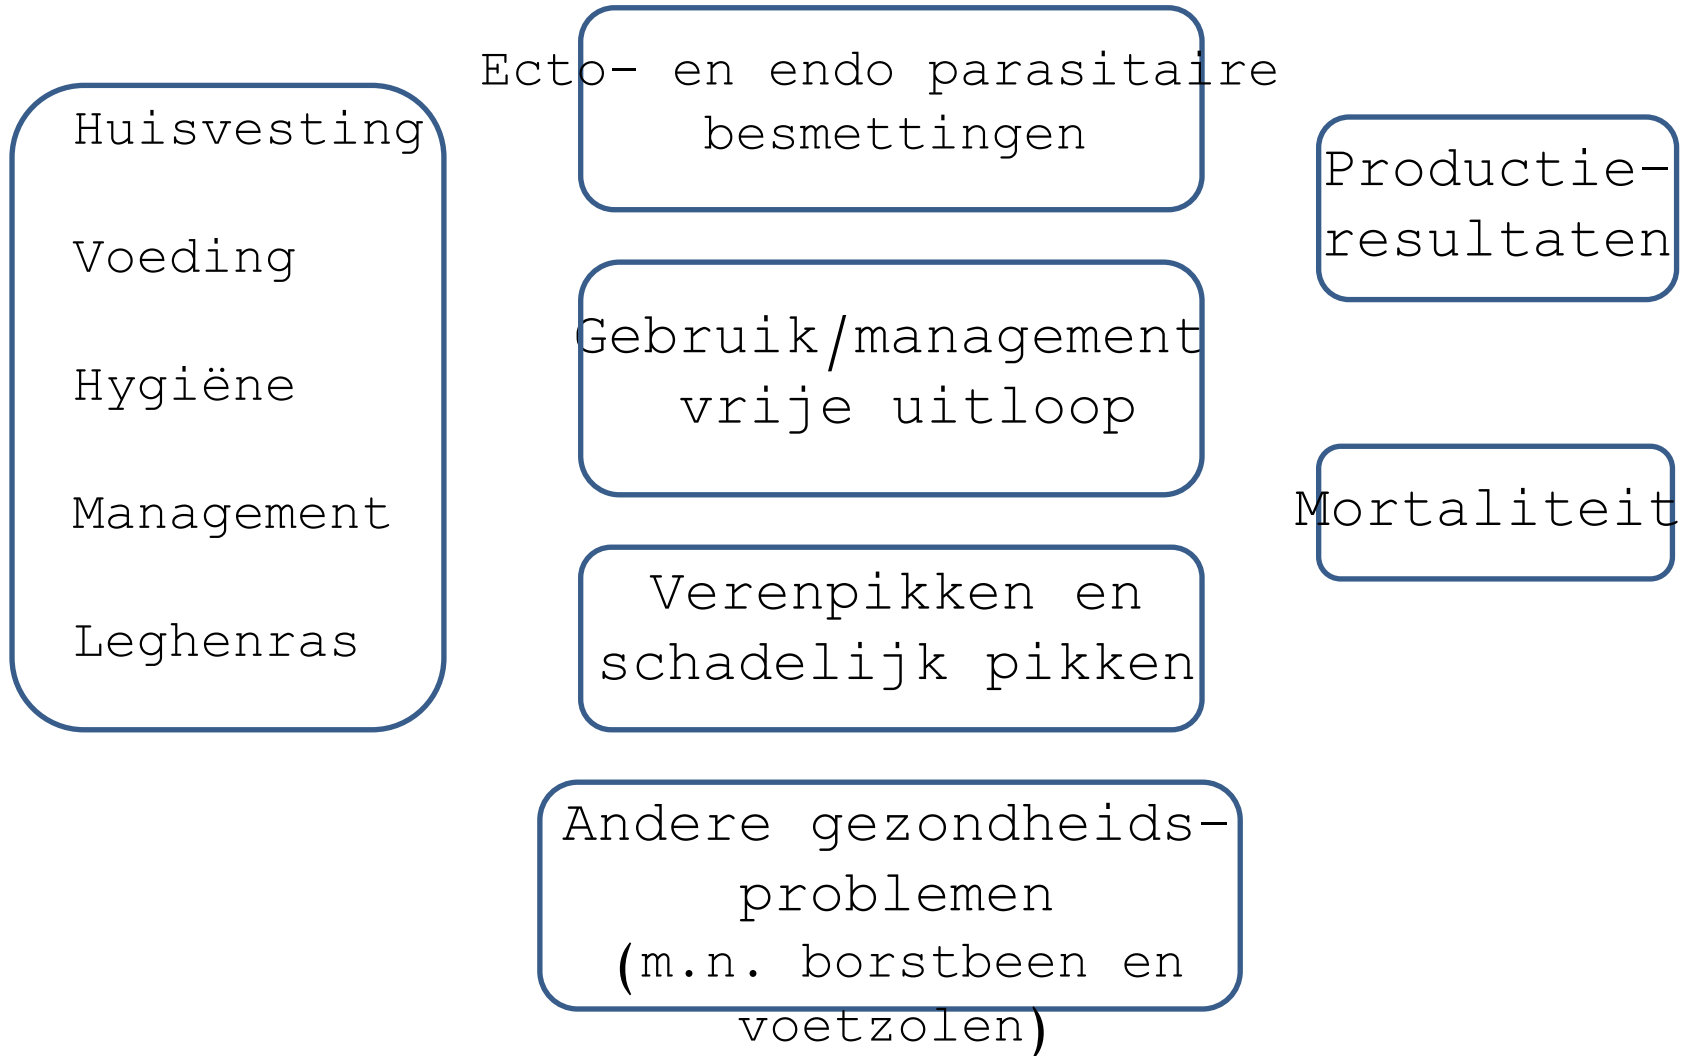 Huisvesting
Voeding
Hygiëne
Management
Leghenras
Ecto- en endo parasitaire
besmettingen
Gebruik/management
vrije uitloop
Verenpikken en
schadelijk pikken
Andere gezondheids-
problemen
(m.n. borstbeen en
voetzolen)
Productie-
resultaten
Mortaliteit